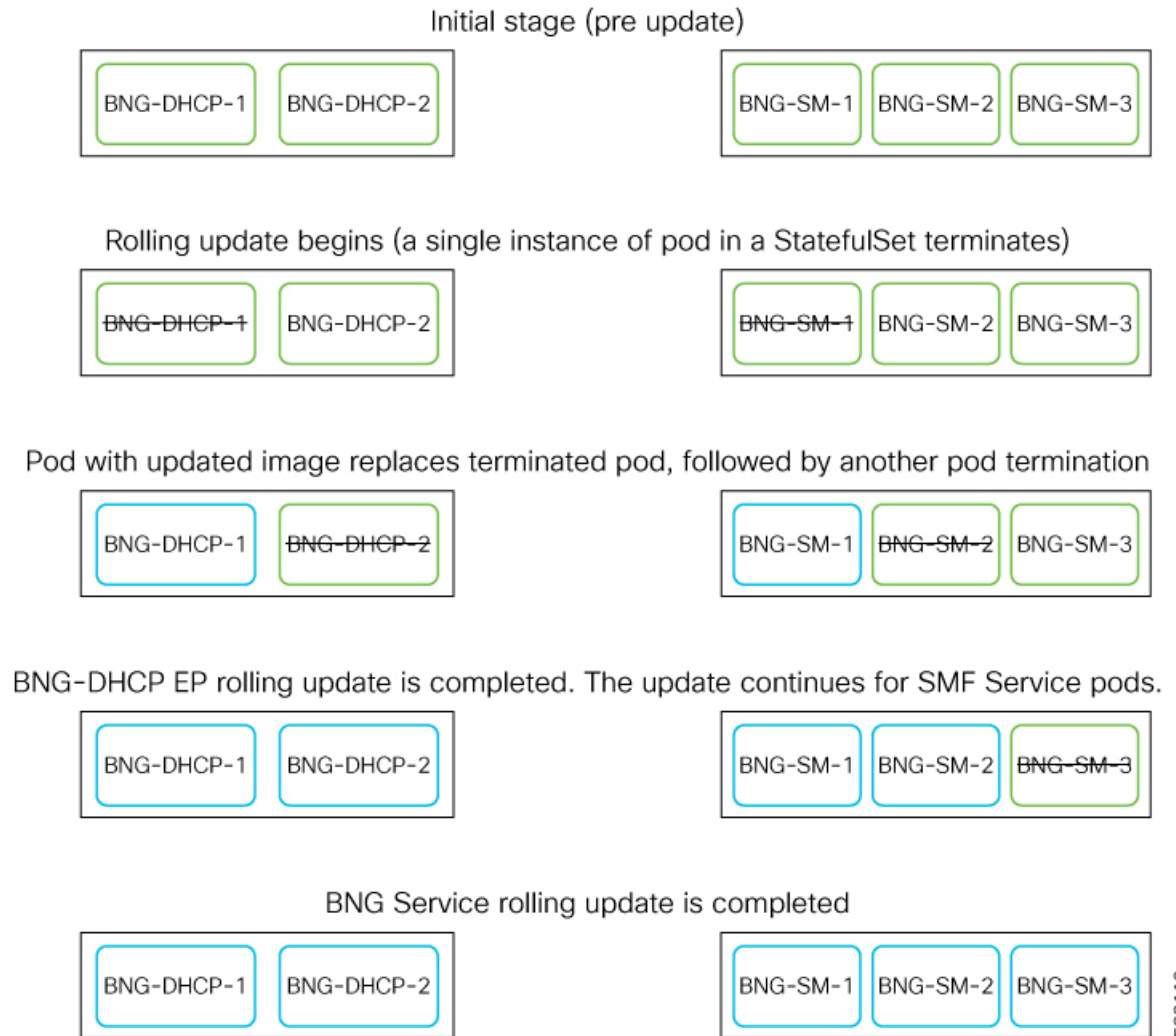 Initial stage (pre update)
BNG-DHCP-1 BNG-DHCP-2 BNG-SM-1 BNG-SM-2 BNG-SM-3
Rolling update begins (a single instance of pod in a StatefulSet terminates)
BNG-DHCP-1 BNG-DHCP-2 BNG-SM-1 BNG-SM-2 BNG-SM-3
Pod with updated image replaces terminated pod, followed by another pod termination
BNG-DHCP-1 BNG-DHCP-2 BNG-SM-1 BNG-SM-2 BNG-SM-3
BNG-DHCP EP rolling update is completed. The update continues for SMF Service pods.
BNG-DHCP-1 BNG-DHCP-2 BNG-SM-1 BNG-SM-2 BNG-SM-3
BNG Service rolling update is completed
BNG-DHCP-1 BNG-DHCP-2 BNG-SM-1 BNG-SM-2 BNG-SM-3